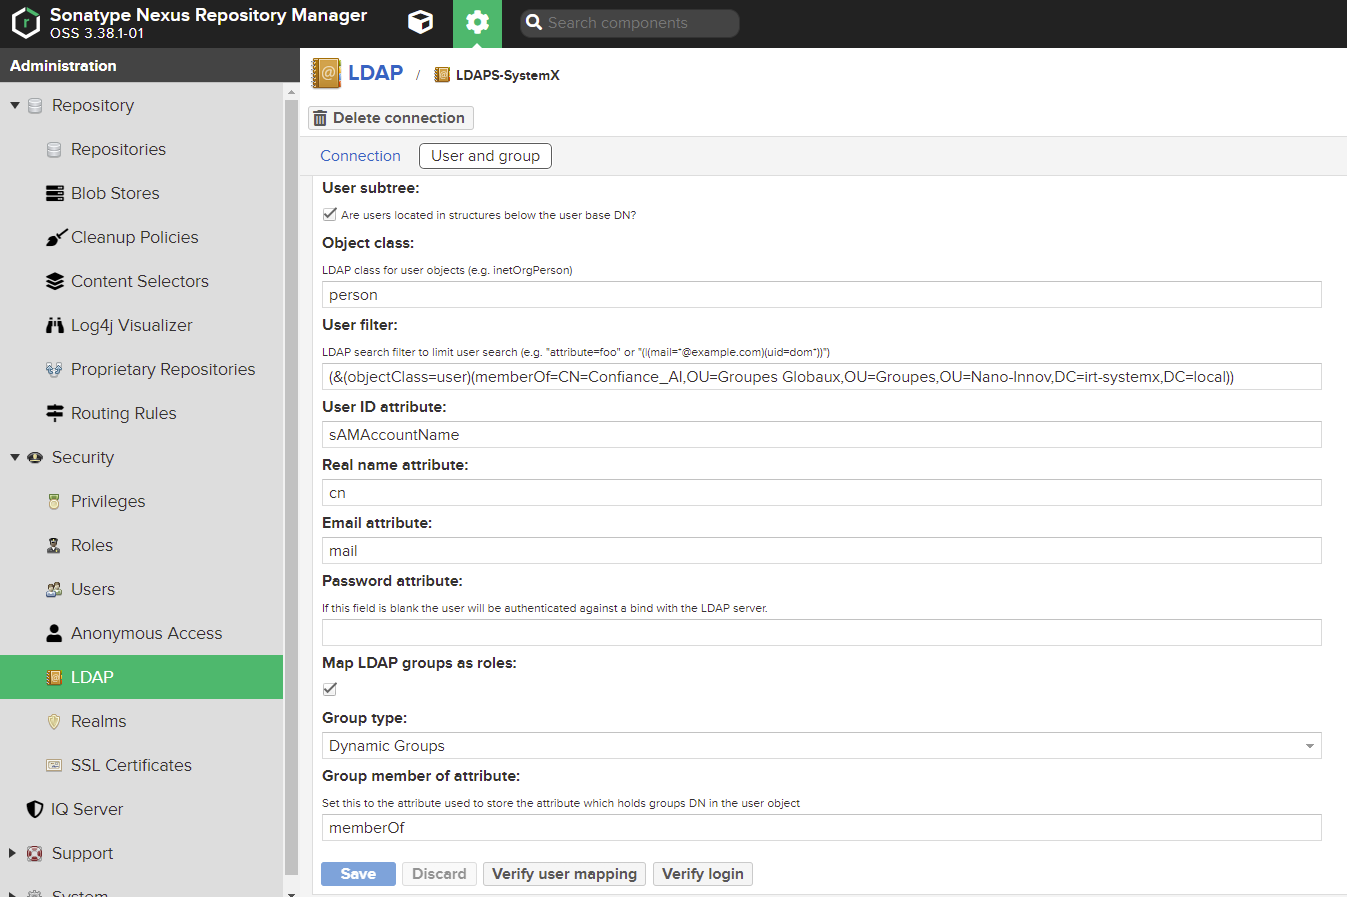 Sonatype Nexus Repository Manager
OSS 3.38.1-01
Search components
Administration
Repository
Repositories
Blob Stores
Cleanup Policies
Content Selectors
Log4j Visualizer
Proprietary Repositories
Routing Rules
Security
Privileges
Roles
Users
Anonymous Access
LDAP
Realms
SSL Certificates
IQ Server
Support
System
LDAP / LDAPS-SystemX
Delete connection
Connection User and group
User subtree:
Are users located in structures below the user base DN?
Object class:
LDAP class for user objects (e.g. inetOrgPerson)
person
User filter:
LDAP search filter to limit user search (e.g. "attribute=foo" or "(|(mail=*@example.com)(uid=dom*))")
(&(objectClass=user)(memberOf=CN=Confiance_AI,OU=Groupes Globaux,OU=Groupes,OU=Nano-Innov,DC=irt-systemx,DC=local))
User ID attribute:
sAMAccountName
Real name attribute:
cn
Email attribute:
mail
Password attribute:
If this field is blank the user will be authenticated against a bind with the LDAP server.
Map LDAP groups as roles:
Group type:
Dynamic Groups
Group member of attribute:
Set this to the attribute used to store the attribute which holds groups DN in the user object
memberOf
Save Discard Verify user mapping Verify login